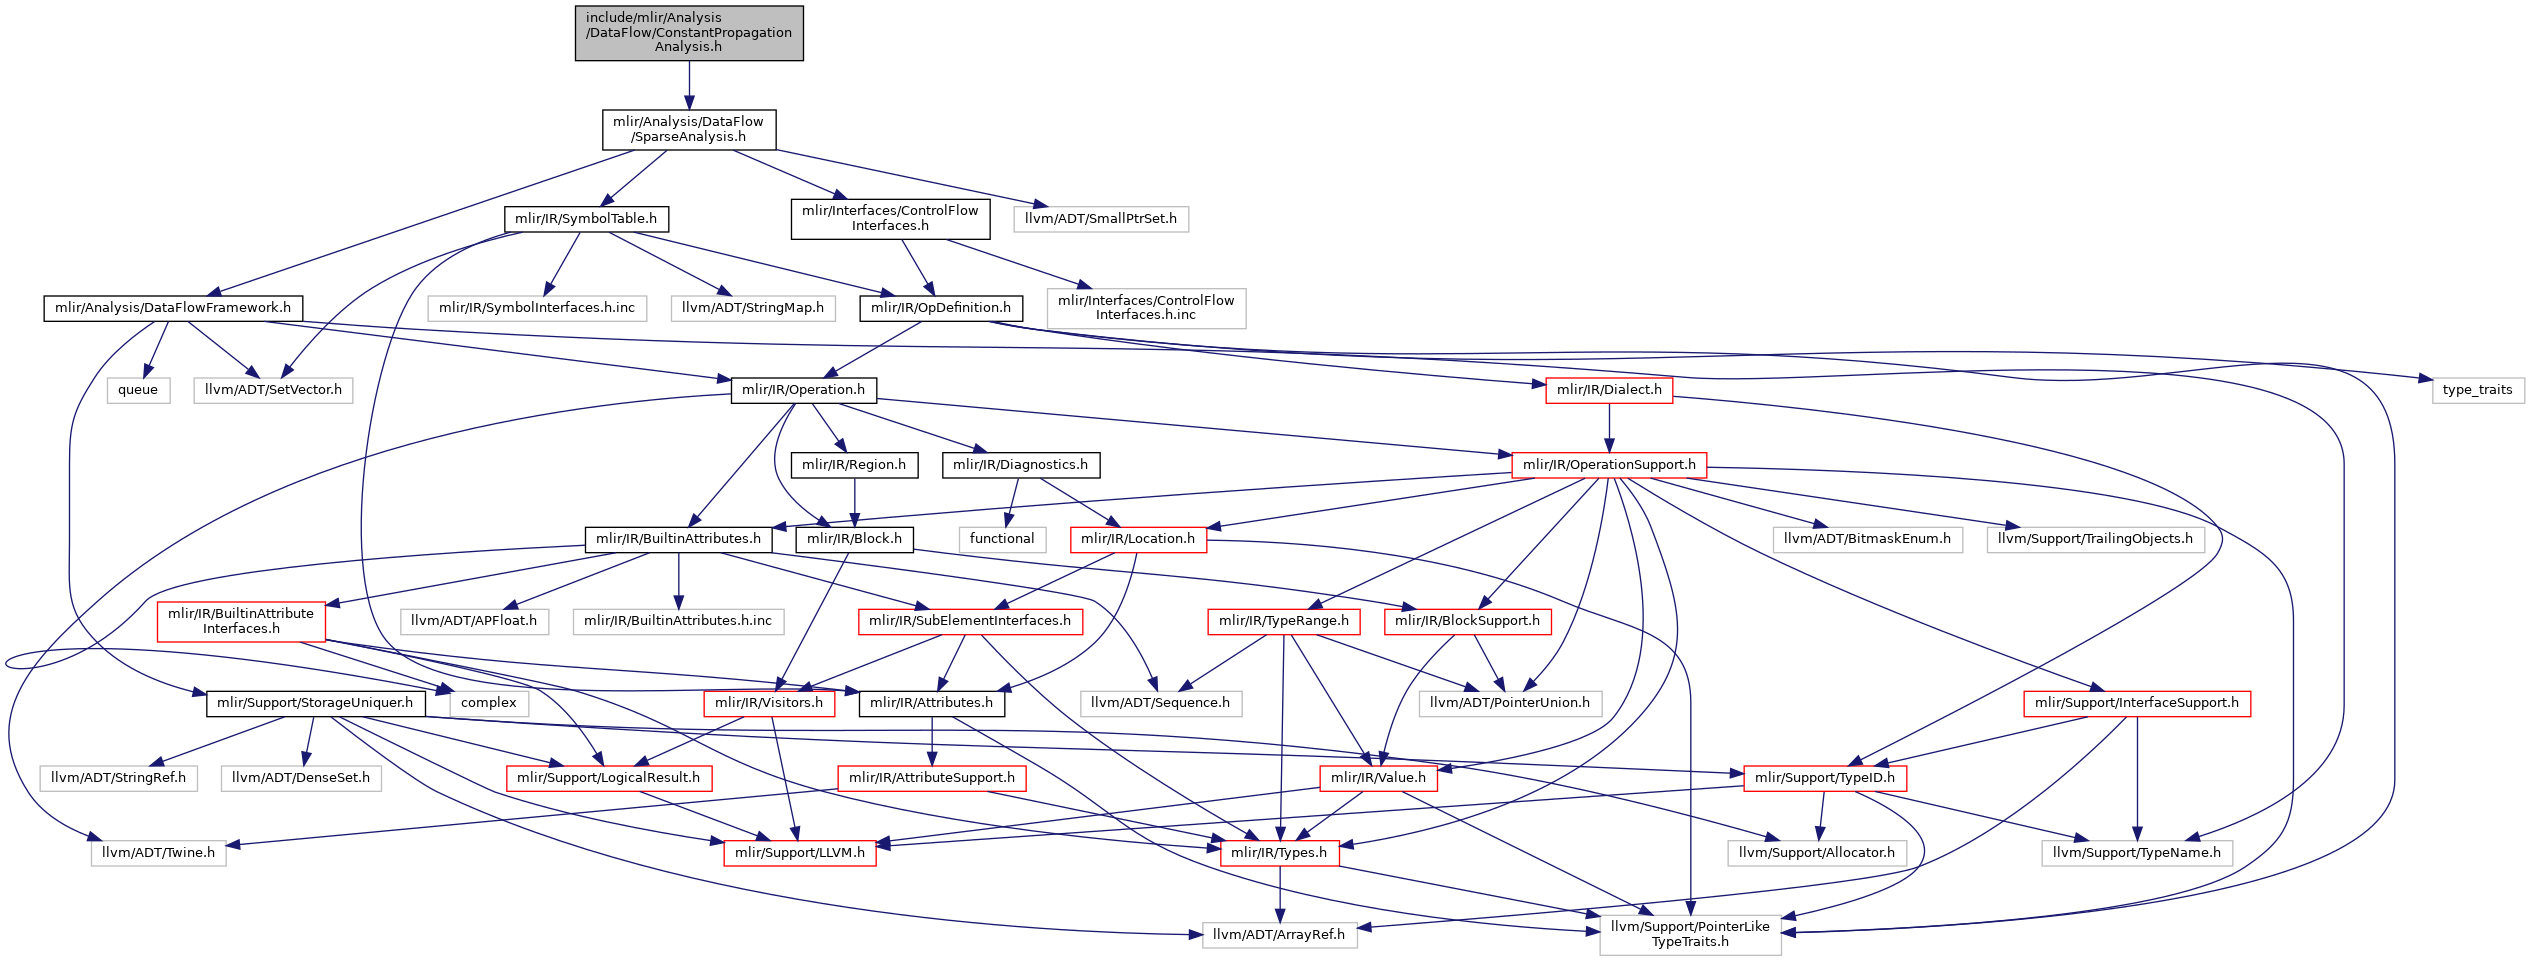 include/mlir/Analysis
/DataFlow/ConstantPropagation
Analysis.h
mlir/Analysis/DataFlow
/SparseAnalysis.h
mlir/IR/SymbolTable.h
mlir/Interfaces/ControlFlow
Interfaces.h
llvm/ADT/SmallPtrSet.h
mlir/Analysis/DataFlowFramework.h
mlir/IR/SymbolInterfaces.h.inc
llvm/ADT/StringMap.h
mlir/IR/OpDefinition.h
mlir/Interfaces/ControlFlow
Interfaces.h.inc
queue
llvm/ADT/SetVector.h
mlir/IR/Operation.h
mlir/IR/Dialect.h
type_traits
mlir/IR/Region.h
mlir/IR/Diagnostics.h
mlir/IR/OperationSupport.h
mlir/IR/BuiltinAttributes.h
mlir/IR/Block.h
functional
mlir/IR/Location.h
llvm/ADT/BitmaskEnum.h
llvm/Support/TrailingObjects.h
mlir/IR/BuiltinAttribute
Interfaces.h
llvm/ADT/APFloat.h
mlir/IR/BuiltinAttributes.h.inc
mlir/IR/SubElementInterfaces.h
mlir/IR/TypeRange.h
mlir/IR/BlockSupport.h
mlir/Support/StorageUniquer.h
complex
mlir/IR/Visitors.h
mlir/IR/Attributes.h
llvm/ADT/Sequence.h
llvm/ADT/PointerUnion.h
mlir/Support/InterfaceSupport.h
llvm/ADT/StringRef.h
llvm/ADT/DenseSet.h
mlir/Support/LogicalResult.h
mlir/IR/AttributeSupport.h
mlir/IR/Value.h
mlir/Support/TypeID.h
llvm/ADT/Twine.h
mlir/Support/LLVM.h
mlir/IR/Types.h
llvm/Support/Allocator.h
llvm/Support/TypeName.h
llvm/ADT/ArrayRef.h
llvm/Support/PointerLike
TypeTraits.h